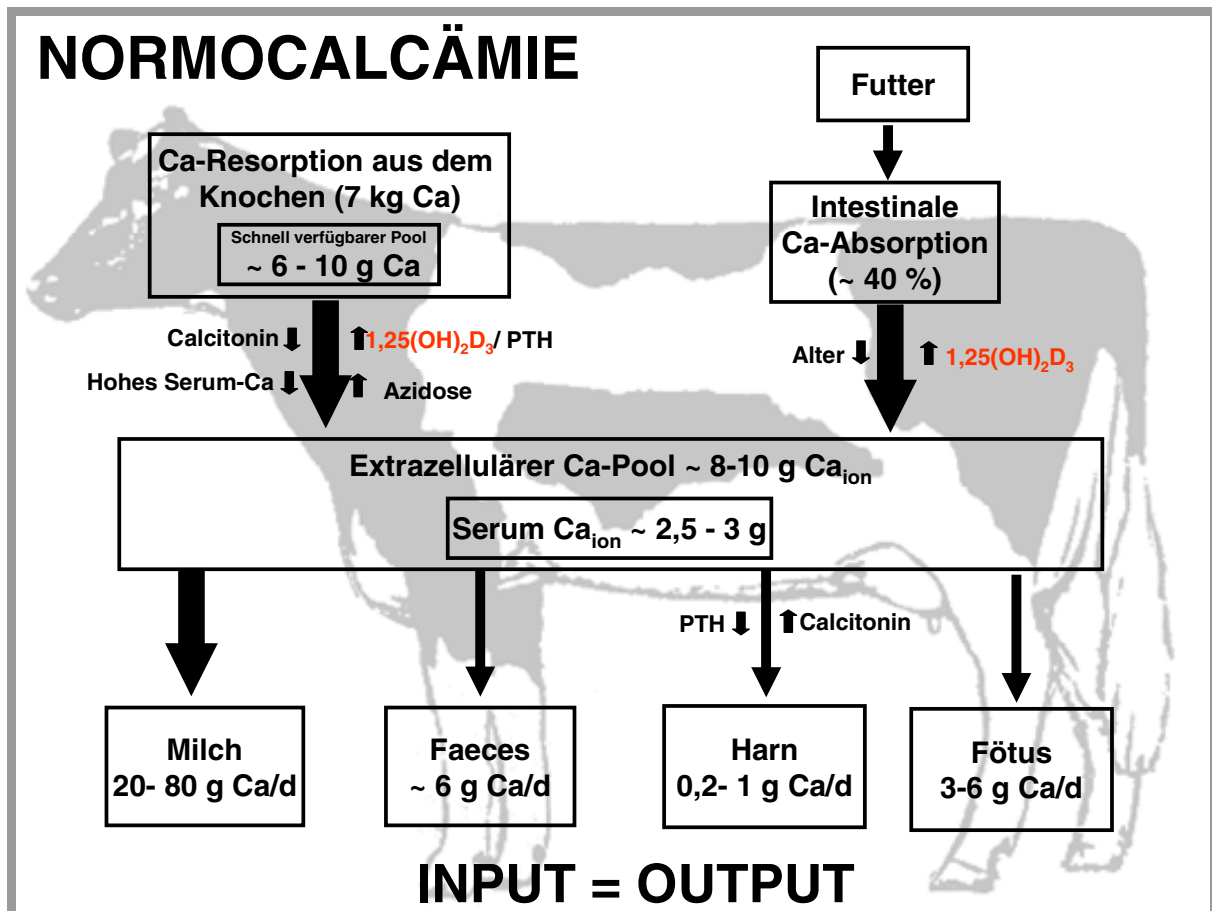 NORMOCALCÄMIE
Futter
Ca-Resorption aus dem
Knochen (7 kg Ca)
Schnell verfügbarer Pool
~ 6 - 10 g Ca
Intestinale
Ca-Absorption
(~ 40 %)
Calcitonin ⬇ ⬆1,25(OH)₂D₃/ PTH
Hohes Serum-Ca ⬇ ⬆ Azidose
Alter ⬇ ⬆ 1,25(OH)₂D₃
Extrazellulärer Ca-Pool ~ 8-10 g Caion
Serum Caion ~ 2,5 - 3 g
PTH ⬇ ⬆Calcitonin
Milch
20- 80 g Ca/d
Faeces
~ 6 g Ca/d
Harn
0,2- 1 g Ca/d
Fötus
3-6 g Ca/d
INPUT = OUTPUT